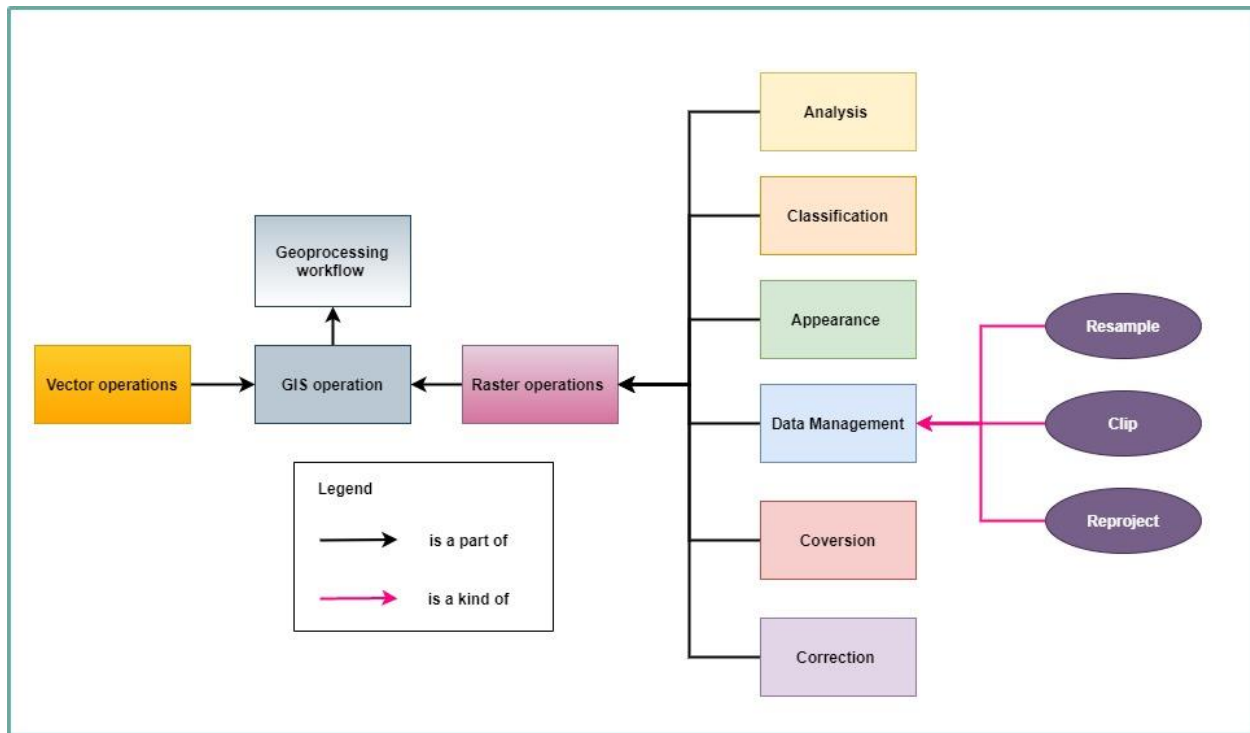 Analysis
Classification
Geoprocessing
workflow
Appearance
Resample
Vector operations
GIS operation
Raster operations
Data Management
Clip
Legend
is a part of
is a kind of
Coversion
Reproject
Correction